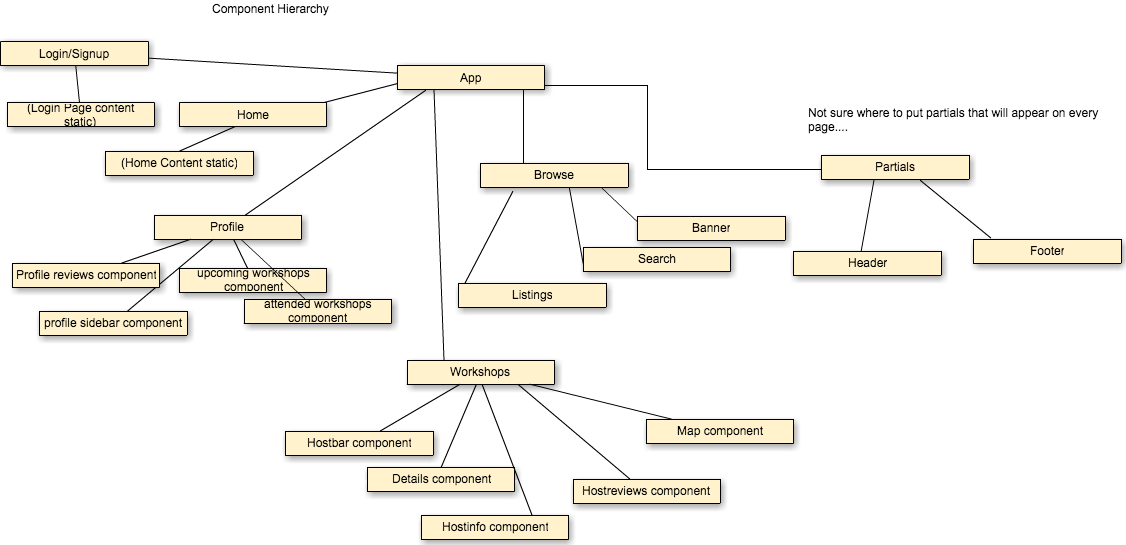 Component Hierarchy
Login/Signup
App
(Login Page content
static)
Home
Not sure where to put partials that will appear on every
page....
(Home Content static)
Browse
Partials
Profile
Banner
Search
Header
Footer
Profile reviews component
upcoming workshops
component
Listings
attended workshops
component
profile sidebar component
Workshops
Hostbar component
Map component
Details component
Hostreviews component
Hostinfo component